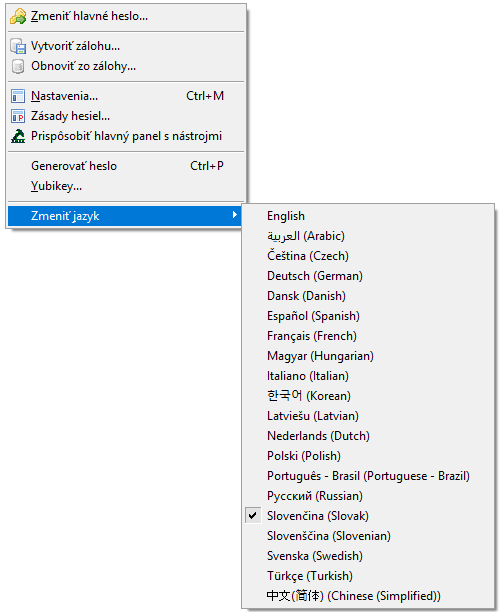 Zmeniť hlavné heslo...
Vytvoriť zálohu...
Obnoviť zo zálohy...
Nastavenia... Ctrl+M
Zásady hesiel...
Prispôsobiť hlavný panel s nástrojmi
Generovať heslo Ctrl+P
Yubikey...
Zmeniť jazyk
English
العربية (Arabic)
Čeština (Czech)
Deutsch (German)
Dansk (Danish)
Español (Spanish)
Français (French)
Magyar (Hungarian)
Italiano (Italian)
한국어 (Korean)
Latviešu (Latvian)
Nederlands (Dutch)
Polski (Polish)
Português - Brasil (Portuguese - Brazil)
Русский (Russian)
Slovenčina (Slovak)
Slovenščina (Slovenian)
Svenska (Swedish)
Türkçe (Turkish)
中文(简体) (Chinese (Simplified))